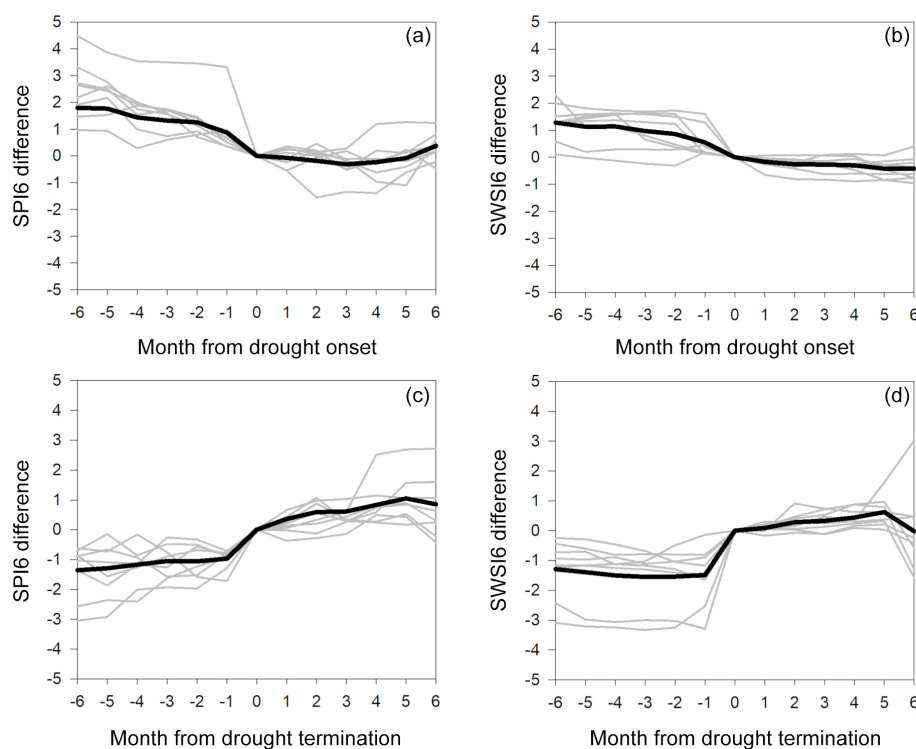 (a)
SPI6 difference
5
4
3
2
1
0
-1
-2
-3
-4
-5
-6 -5 -4 -3 -2 -1 0 1 2 3 4 5 6
Month from drought onset
(b)
SWSI6 difference
5
4
3
2
1
0
-1
-2
-3
-4
-5
-6 -5 -4 -3 -2 -1 0 1 2 3 4 5 6
Month from drought onset
(c)
SPI6 difference
5
4
3
2
1
0
-1
-2
-3
-4
-5
-6 -5 -4 -3 -2 -1 0 1 2 3 4 5 6
Month from drought termination
(d)
SWSI6 difference
5
4
3
2
1
0
-1
-2
-3
-4
-5
-6 -5 -4 -3 -2 -1 0 1 2 3 4 5 6
Month from drought termination